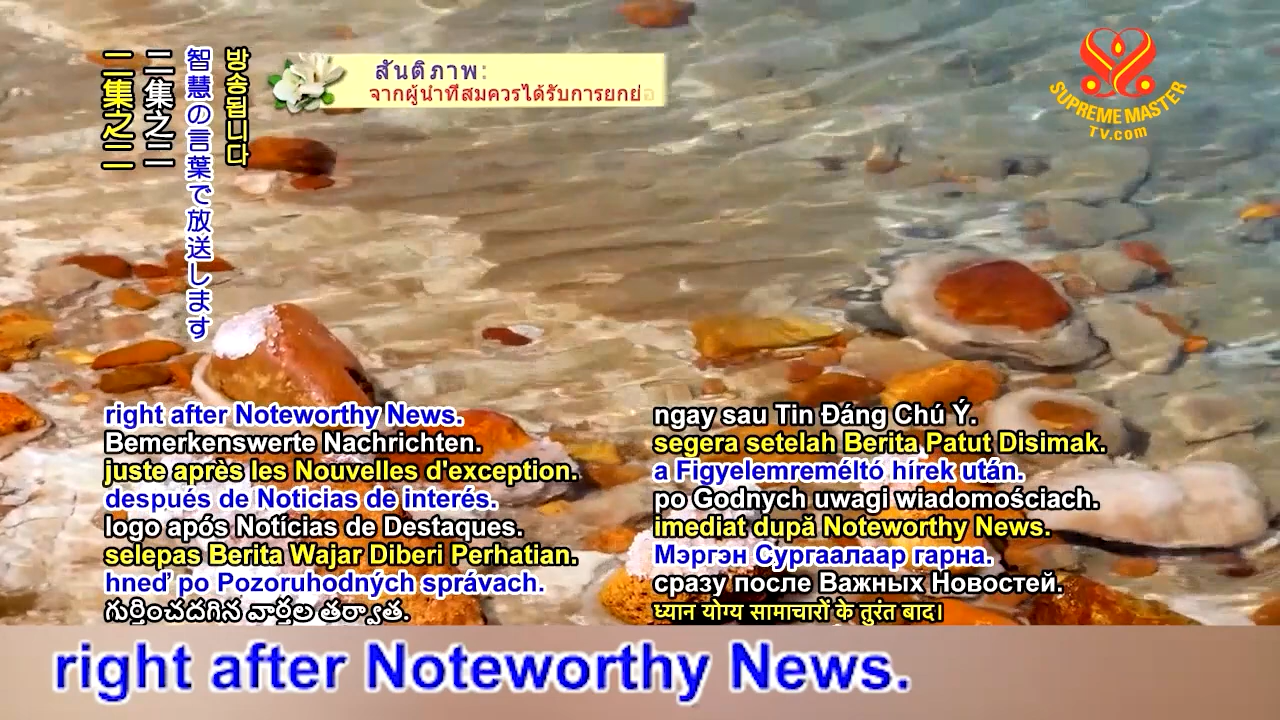 二集之二
二集之二
智慧の言葉で放送します
방송됩니다
สันติภาพ:
จากผู้นำที่สมควรได้รับการยกย่อ
SUPREME MASTER
TV.com
right after Noteworthy News.
Bemerkenswerte Nachrichten.
juste après les Nouvelles d'exception.
después de Noticias de interés.
logo após Notícias de Destaques.
selepas Berita Wajar Diberi Perhatian.
hneď po Pozoruhodných správach.
గుర్తించదగిన వార్తల తర్వాత.
ngay sau Tin Đáng Chú Ý.
segera setelah Berita Patut Disimak.
a Figyelemreméltó hírek után.
po Godnych uwagi wiadomościach.
imediat după Noteworthy News.
Мэргэн Сургаалаар гарна.
сразу после Важных Новостей.
ध्यान योग्य सामाचारों के तुरंत बाद।
right after Noteworthy News.